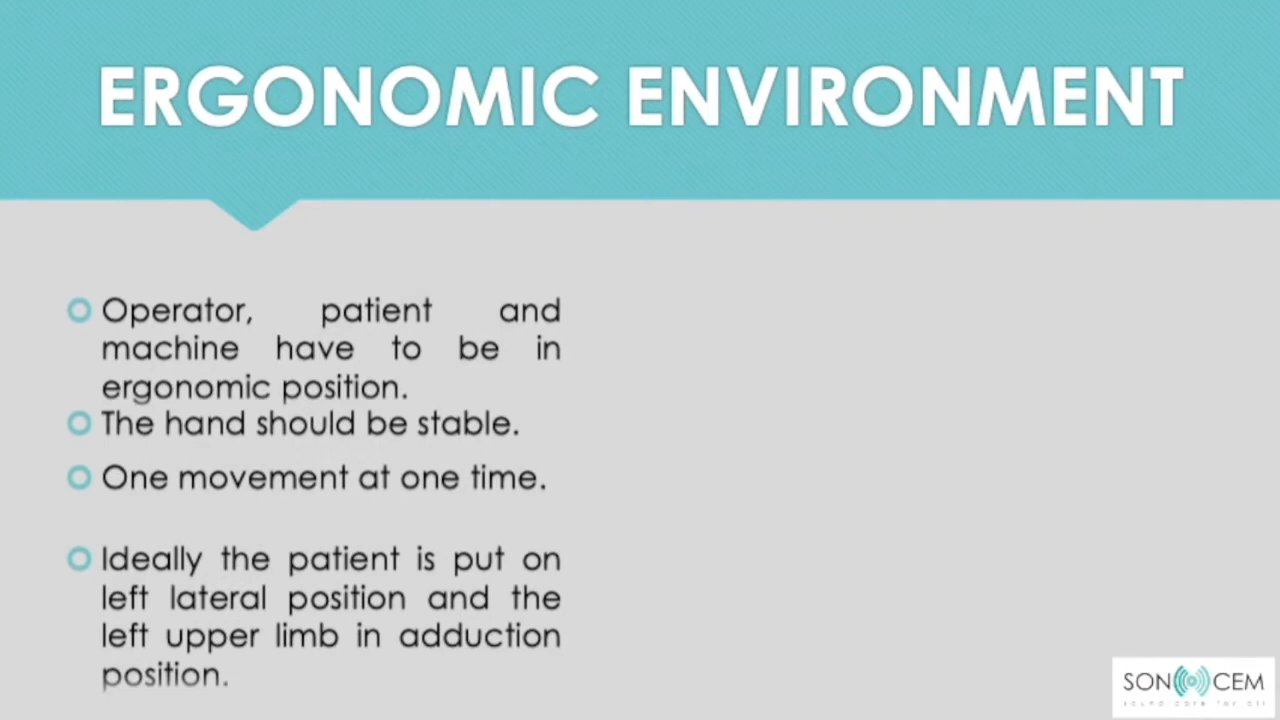 ERGONOMIC ENVIRONMENT
Operator, patient and
machine have to be in
ergonomic position.
The hand should be stable.
One movement at one time.
Ideally the patient is put on
left lateral position and the
left upper limb in adduction
position.
SON CEM